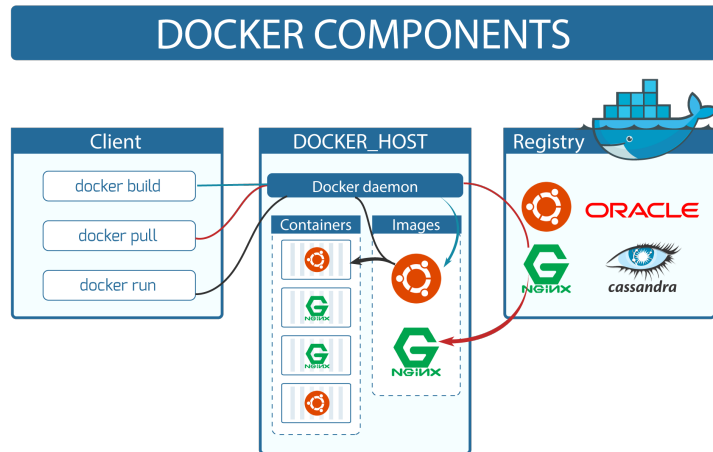 DOCKER COMPONENTS
Client
docker build
docker pull
docker run
DOCKER_HOST
Docker daemon
Containers
Images
NGiNX
NGiNX
NGiNX
Registry
ORACLE
NGiNX
cassandra